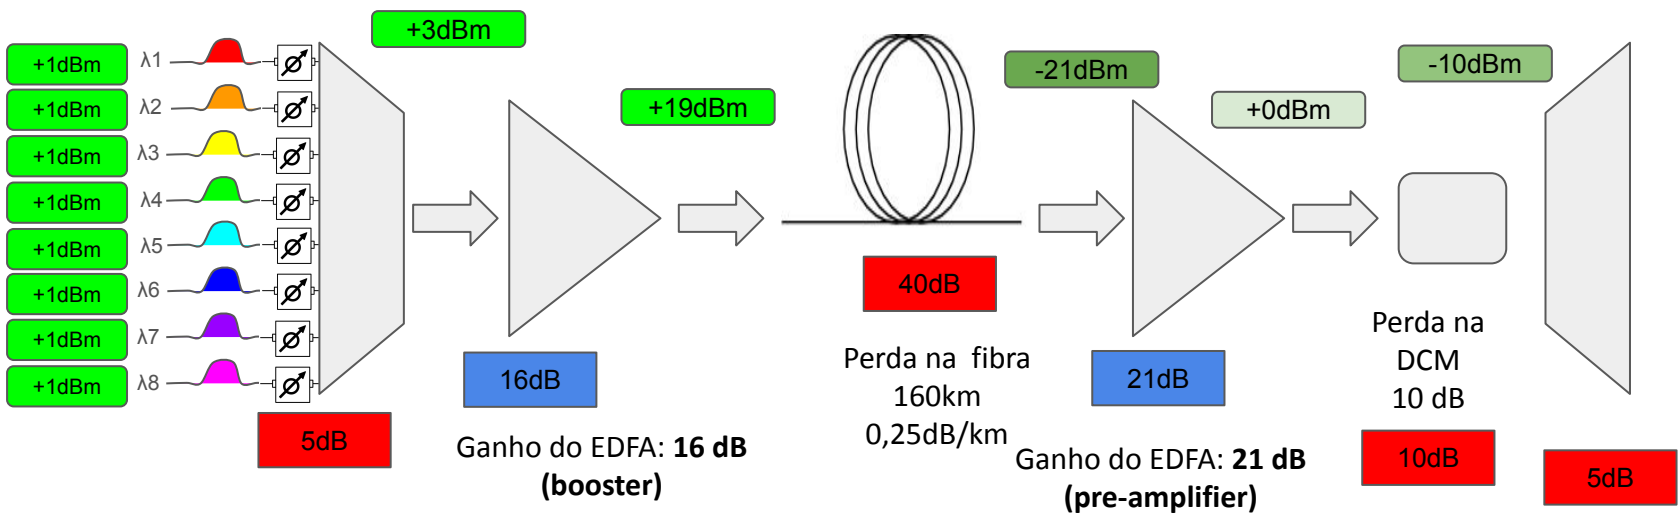 +3dBm
+1dBm λ1
+1dBm λ2
+1dBm λ3
+1dBm λ4
+1dBm λ5
+1dBm λ6
+1dBm λ7
+1dBm λ8
5dB
16dB
Ganho do EDFA: 16 dB
(booster)
+19dBm
40dB
Perda na fibra
160km
0,25dB/km
-21dBm
21dB
Ganho do EDFA: 21 dB
(pre-amplifier)
+0dBm
-10dBm
Perda na
DCM
10 dB
10dB
5dB